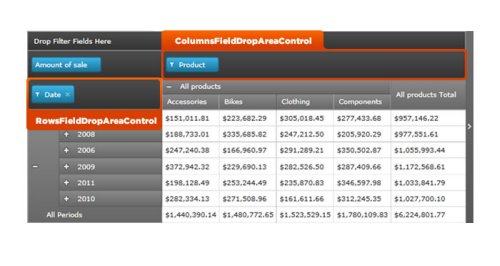 Drop Filter Fields Here
ColumnsFieldDropAreaControl
Amount of sale
Product
Date
RowsFieldDropAreaControl
− All products
All products Total
Accessories Bikes Clothing Components
$151,011.81 $223,682.29 $305,018.45 $277,433.68 $957,146.22
+ 2008 $188,733.01 $335,685.82 $247,212.50 $205,920.29 $977,551.61
+ 2006 $247,240.38 $166,960.97 $291,289.21 $350,502.87 $1,055,993.44
− + 2009 $372,942.32 $229,690.13 $282,526.50 $287,409.66 $1,172,568.61
+ 2011 $198,128.49 $253,244.49 $235,870.83 $346,597.98 $1,033,841.79
+ 2010 $282,334.13 $271,508.96 $161,611.66 $312,245.35 $1,027,700.10
All Periods $1,440,390.14 $1,480,772.65 $1,523,529.15 $1,780,109.83 $6,224,801.77